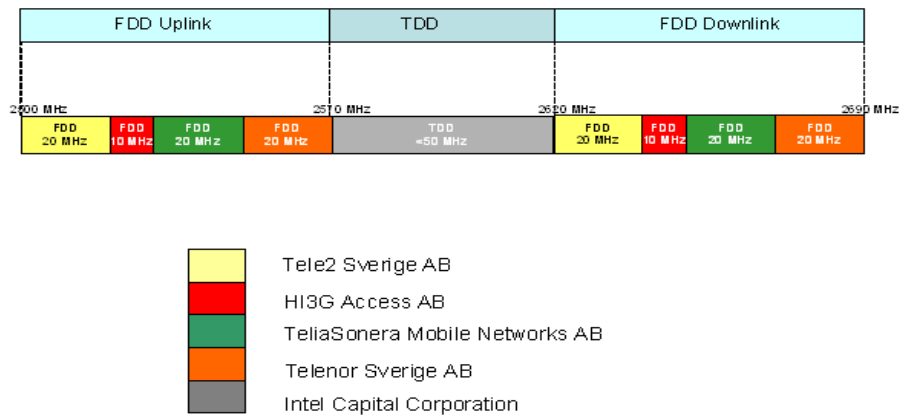 FDD Uplink TDD FDD Downlink
2500 MHz 2570 MHz 2620 MHz 2690 MHz
FDD FDD FDD FDD TDD FDD FDD FDD FDD
20 MHz 10 MHz 20 MHz 20 MHz =50 MHz 20 MHz 10 MHz 20 MHz 20 MHz
Tele2 Sverige AB
HI3G Access AB
TeliaSonera Mobile Networks AB
Telenor Sverige AB
Intel Capital Corporation